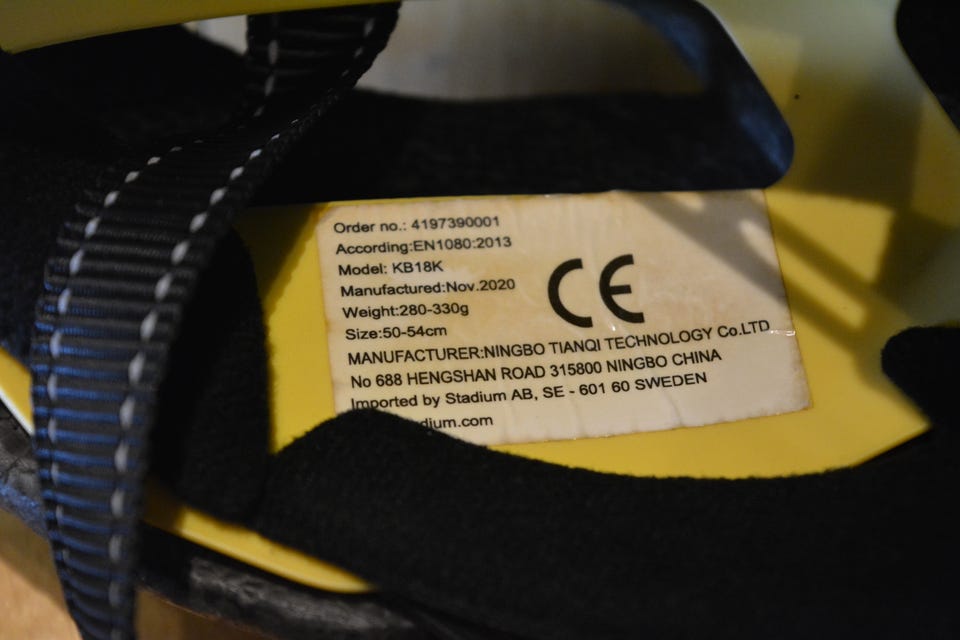 Order no.: 4197390001
According:EN1080:2013
Model: KB18K
Manufactured:Nov.2020
Weight:280-330g
Size:50-54cm
CE
MANUFACTURER:NINGBO TIANQI TECHNOLOGY Co.LTD
No 688 HENGSHAN ROAD 315800 NINGBO CHINA
Imported by Stadium AB, SE - 601 60 SWEDEN
dium.com